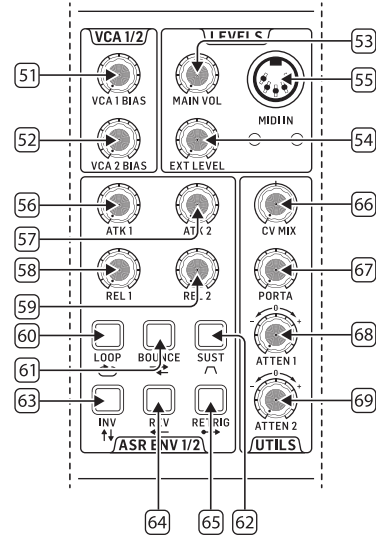 VCA 1/2 LEVELS
51 53
VCA 1 BIAS MAIN VOL 55
MIDI IN
52 54
VCA 2 BIAS EXT LEVEL
56 66
ATK 1 ATK 2 CV MIX
57
58 67
REL 1 REL 2 PORTA
59
- 0 +
60 68
LOOP BOUNCE SUST ATTEN 1
61
- 0 +
63 69
INV REV RETRIG ATTEN 2
ASR ENV 1/2 UTILS
64 65 62